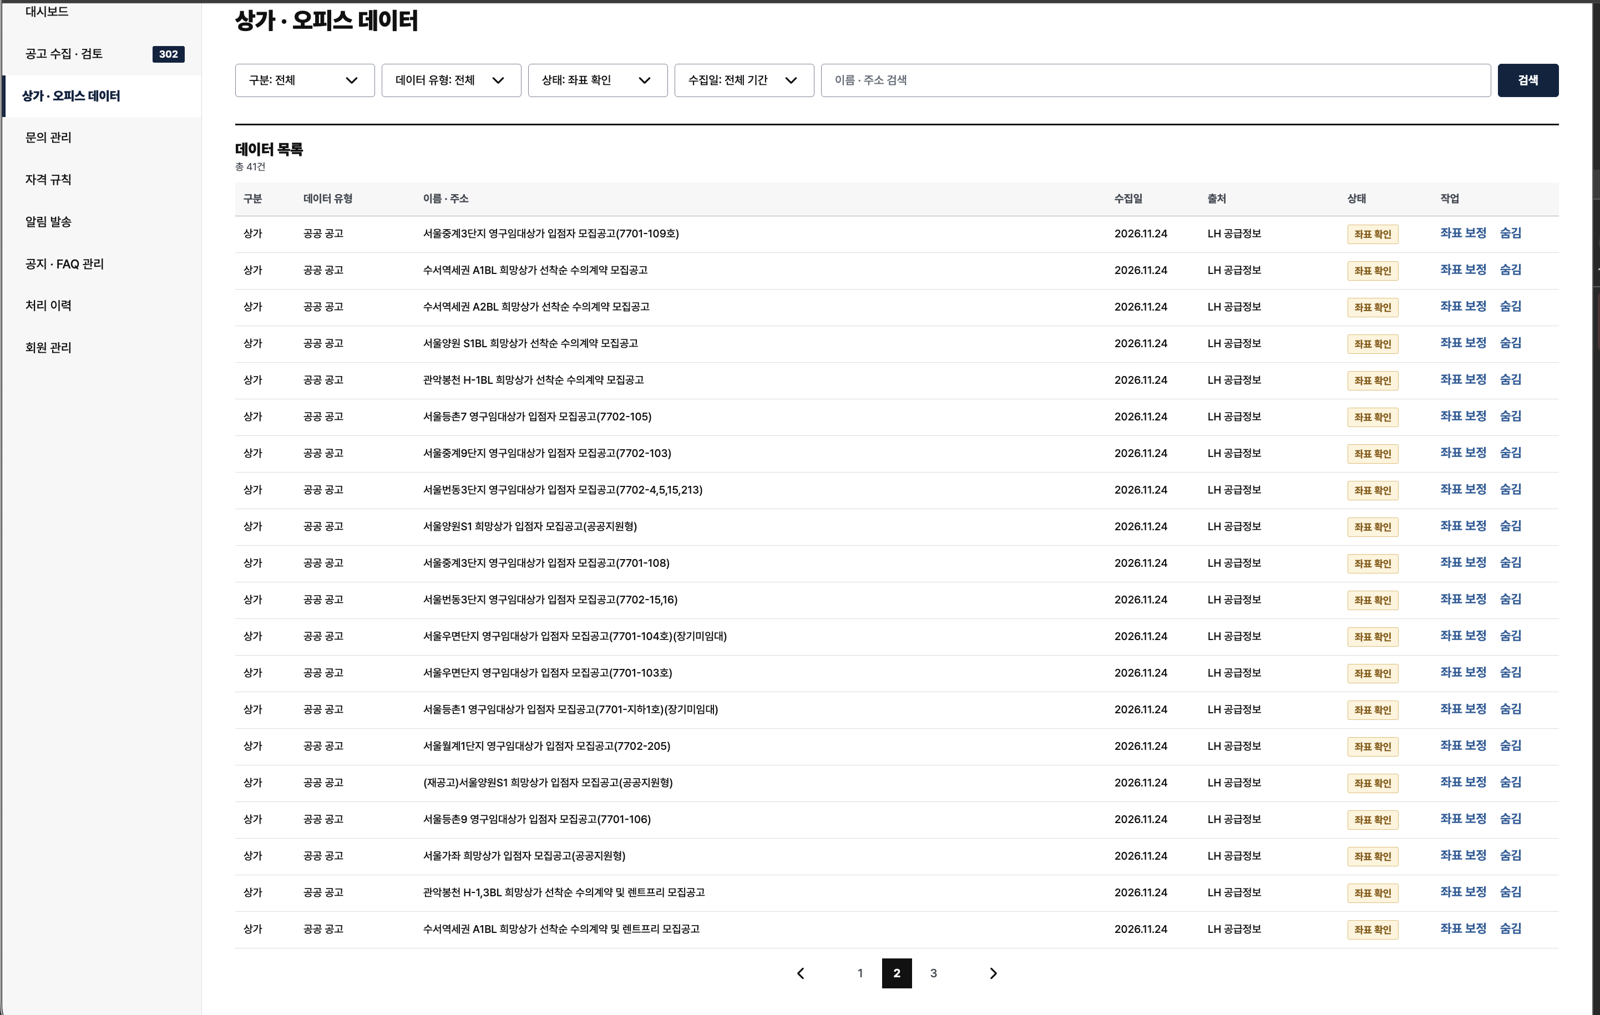 대시보드
공고 수집 · 검토 302
상가 · 오피스 데이터
문의 관리
자격 규칙
알림 발송
공지 · FAQ 관리
처리 이력
회원 관리
상가 · 오피스 데이터
구분: 전체 데이터 유형: 전체 상태: 좌표 확인 수집일: 전체 기간 이름 · 주소 검색 검색
데이터 목록
총 41건
구분 데이터 유형 이름 · 주소 수집일 출처 상태 작업
상가 공공 공고 서울중계3단지 영구임대상가 입점자 모집공고(7701-109호) 2026.11.24 LH 공급정보 좌표 확인 좌표 보정 숨김
상가 공공 공고 수서역세권 A1BL 희망상가 선착순 수의계약 모집공고 2026.11.24 LH 공급정보 좌표 확인 좌표 보정 숨김
상가 공공 공고 수서역세권 A2BL 희망상가 선착순 수의계약 모집공고 2026.11.24 LH 공급정보 좌표 확인 좌표 보정 숨김
상가 공공 공고 서울양원 S1BL 희망상가 선착순 수의계약 모집공고 2026.11.24 LH 공급정보 좌표 확인 좌표 보정 숨김
상가 공공 공고 관악봉천 H-1BL 희망상가 선착순 수의계약 모집공고 2026.11.24 LH 공급정보 좌표 확인 좌표 보정 숨김
상가 공공 공고 서울등촌7 영구임대상가 입점자 모집공고(7702-105) 2026.11.24 LH 공급정보 좌표 확인 좌표 보정 숨김
상가 공공 공고 서울중계9단지 영구임대상가 입점자 모집공고(7702-103) 2026.11.24 LH 공급정보 좌표 확인 좌표 보정 숨김
상가 공공 공고 서울번동3단지 영구임대상가 입점자 모집공고(7702-4,5,15,213) 2026.11.24 LH 공급정보 좌표 확인 좌표 보정 숨김
상가 공공 공고 서울양원S1 희망상가 입점자 모집공고(공공지원형) 2026.11.24 LH 공급정보 좌표 확인 좌표 보정 숨김
상가 공공 공고 서울중계3단지 영구임대상가 입점자 모집공고(7701-108) 2026.11.24 LH 공급정보 좌표 확인 좌표 보정 숨김
상가 공공 공고 서울번동3단지 영구임대상가 입점자 모집공고(7702-15,16) 2026.11.24 LH 공급정보 좌표 확인 좌표 보정 숨김
상가 공공 공고 서울우면단지 영구임대상가 입점자 모집공고(7701-104호)(장기미임대) 2026.11.24 LH 공급정보 좌표 확인 좌표 보정 숨김
상가 공공 공고 서울우면단지 영구임대상가 입점자 모집공고(7701-103호) 2026.11.24 LH 공급정보 좌표 확인 좌표 보정 숨김
상가 공공 공고 서울등촌1 영구임대상가 입점자 모집공고(7701-지하1호)(장기미임대) 2026.11.24 LH 공급정보 좌표 확인 좌표 보정 숨김
상가 공공 공고 서울월계1단지 영구임대상가 입점자 모집공고(7702-205) 2026.11.24 LH 공급정보 좌표 확인 좌표 보정 숨김
상가 공공 공고 (재공고)서울양원S1 희망상가 입점자 모집공고(공공지원형) 2026.11.24 LH 공급정보 좌표 확인 좌표 보정 숨김
상가 공공 공고 서울등촌9 영구임대상가 입점자 모집공고(7701-106) 2026.11.24 LH 공급정보 좌표 확인 좌표 보정 숨김
상가 공공 공고 서울가좌 희망상가 입점자 모집공고(공공지원형) 2026.11.24 LH 공급정보 좌표 확인 좌표 보정 숨김
상가 공공 공고 관악봉천 H-1,3BL 희망상가 선착순 수의계약 및 렌트프리 모집공고 2026.11.24 LH 공급정보 좌표 확인 좌표 보정 숨김
상가 공공 공고 수서역세권 A1BL 희망상가 선착순 수의계약 및 렌트프리 모집공고 2026.11.24 LH 공급정보 좌표 확인 좌표 보정 숨김
1 2 3